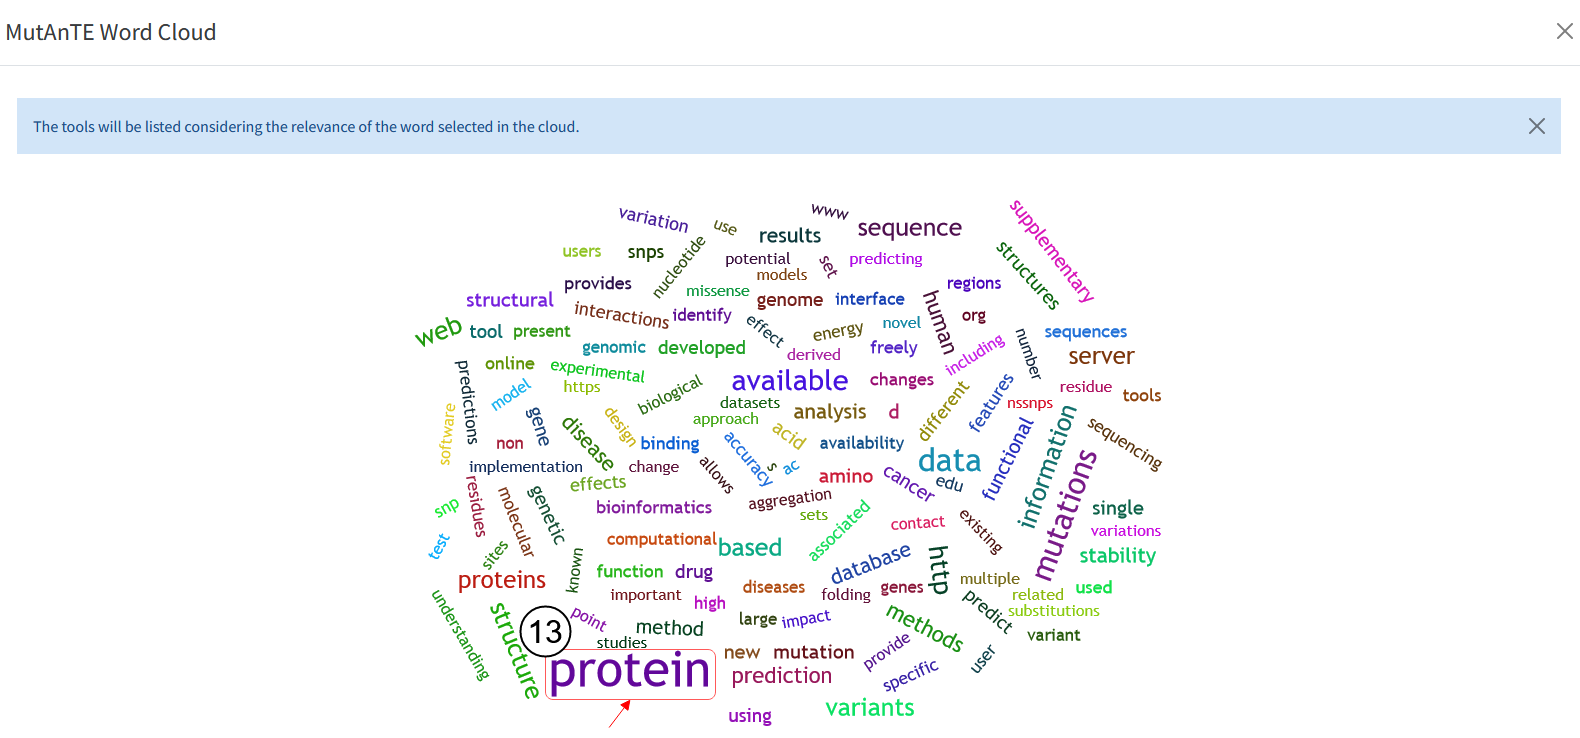 MutAnTE Word Cloud
The tools will be listed considering the relevance of the word selected in the cloud.
www
supplementary
variation
use
results
sequence
users
snps
nucleotide
potential
set
predicting
structures
models
provides
missense
regions
structural
interactions
identify
genome
interface
human
org
web
tool
present
effect
energy
novel
number
sequences
genomic
developed
derived
freely
including
server
predictions
online
experimental
https
model
biological
available
changes
features
residue
tools
software
gene
disease
design
datasets
approach
analysis
d
different
nssnps
information
sequencing
non
binding
accuracy
acid
availability
functional
implementation
change
allows
s
ac
amino
cancer
data
edu
mutations
effects
residues
molecular
genetic
bioinformatics
aggregation
sets
associated
contact
existing
single
variations
snp
test
sites
known
computational
based
database
http
stability
proteins
function
drug
diseases
folding
genes
multiple
used
understanding
structure
important
high
related
substitutions
predict
13
point
studies
method
large
impact
methods
variant
protein
new
mutation
provide
user
prediction
specific
using
variants